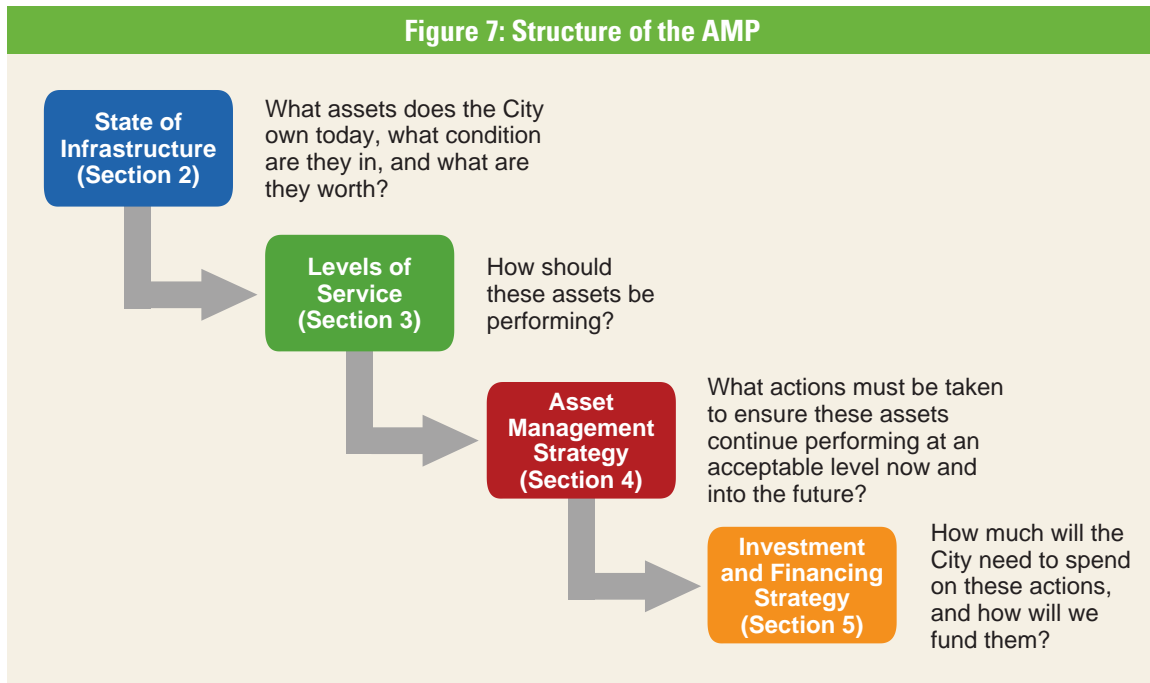 Figure 7: Structure of the AMP
State of
Infrastructure
(Section 2)
What assets does the City
own today, what condition
are they in, and what are
they worth?
Levels of
Service
(Section 3)
How should
these assets be
performing?
Asset
Management
Strategy
(Section 4)
What actions must be taken
to ensure these assets
continue performing at an
acceptable level now and
into the future?
Investment
and Financing
Strategy
(Section 5)
How much will the
City need to spend
on these actions,
and how will we
fund them?